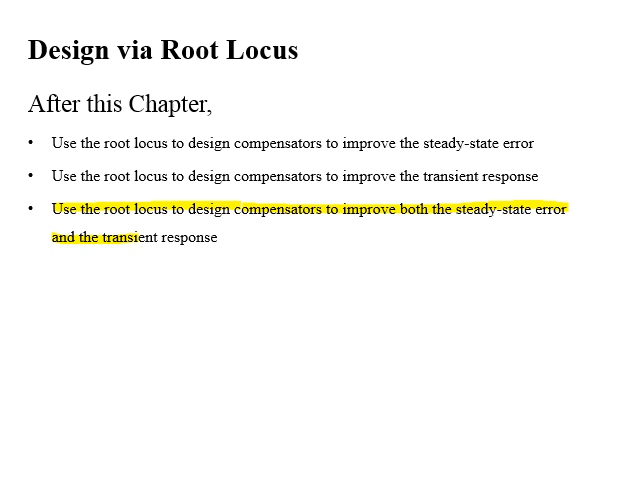 Design via Root Locus
After this Chapter,
• Use the root locus to design compensators to improve the steady-state error
• Use the root locus to design compensators to improve the transient response
• Use the root locus to design compensators to improve both the steady-state error
and the transient response